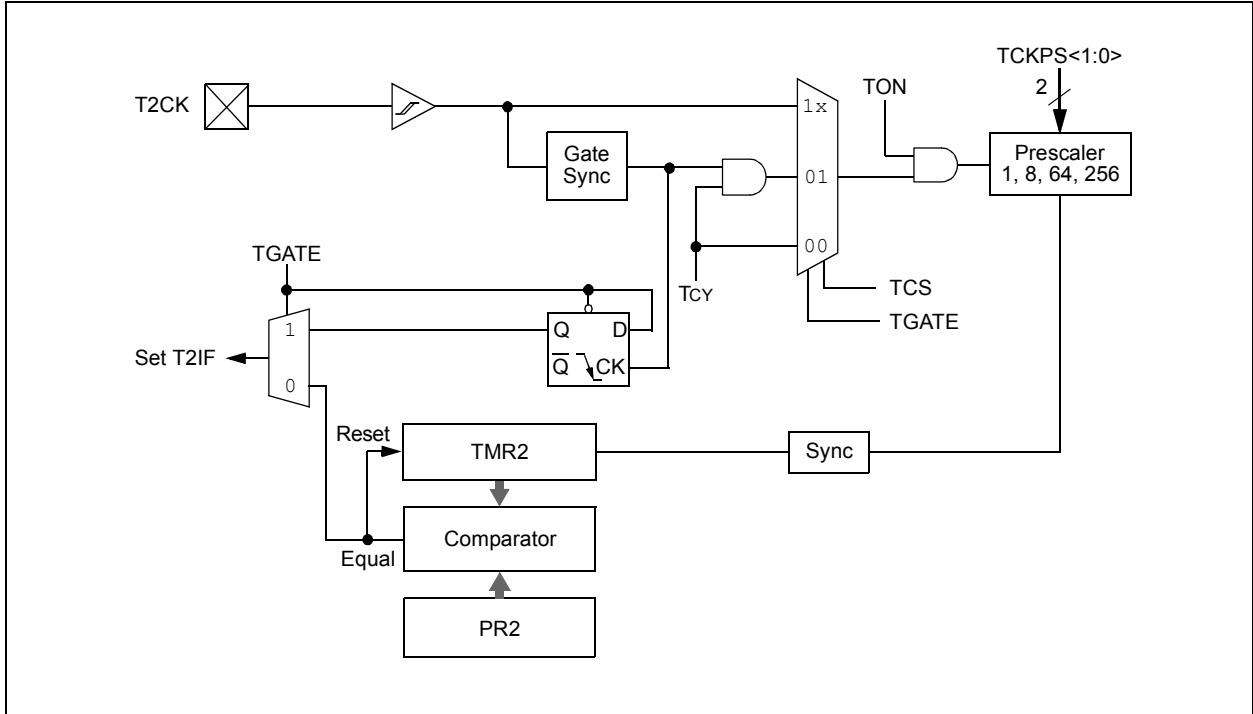 TCKPS<1:0>
2
T2CK
TON
1x
Gate
Sync
Prescaler
1, 8, 64, 256
01
00
TGATE
TCY
TCS
TGATE
1
Q
D
Set T2IF
Q
CK
0
Reset
TMR2
Sync
Comparator
Equal
PR2